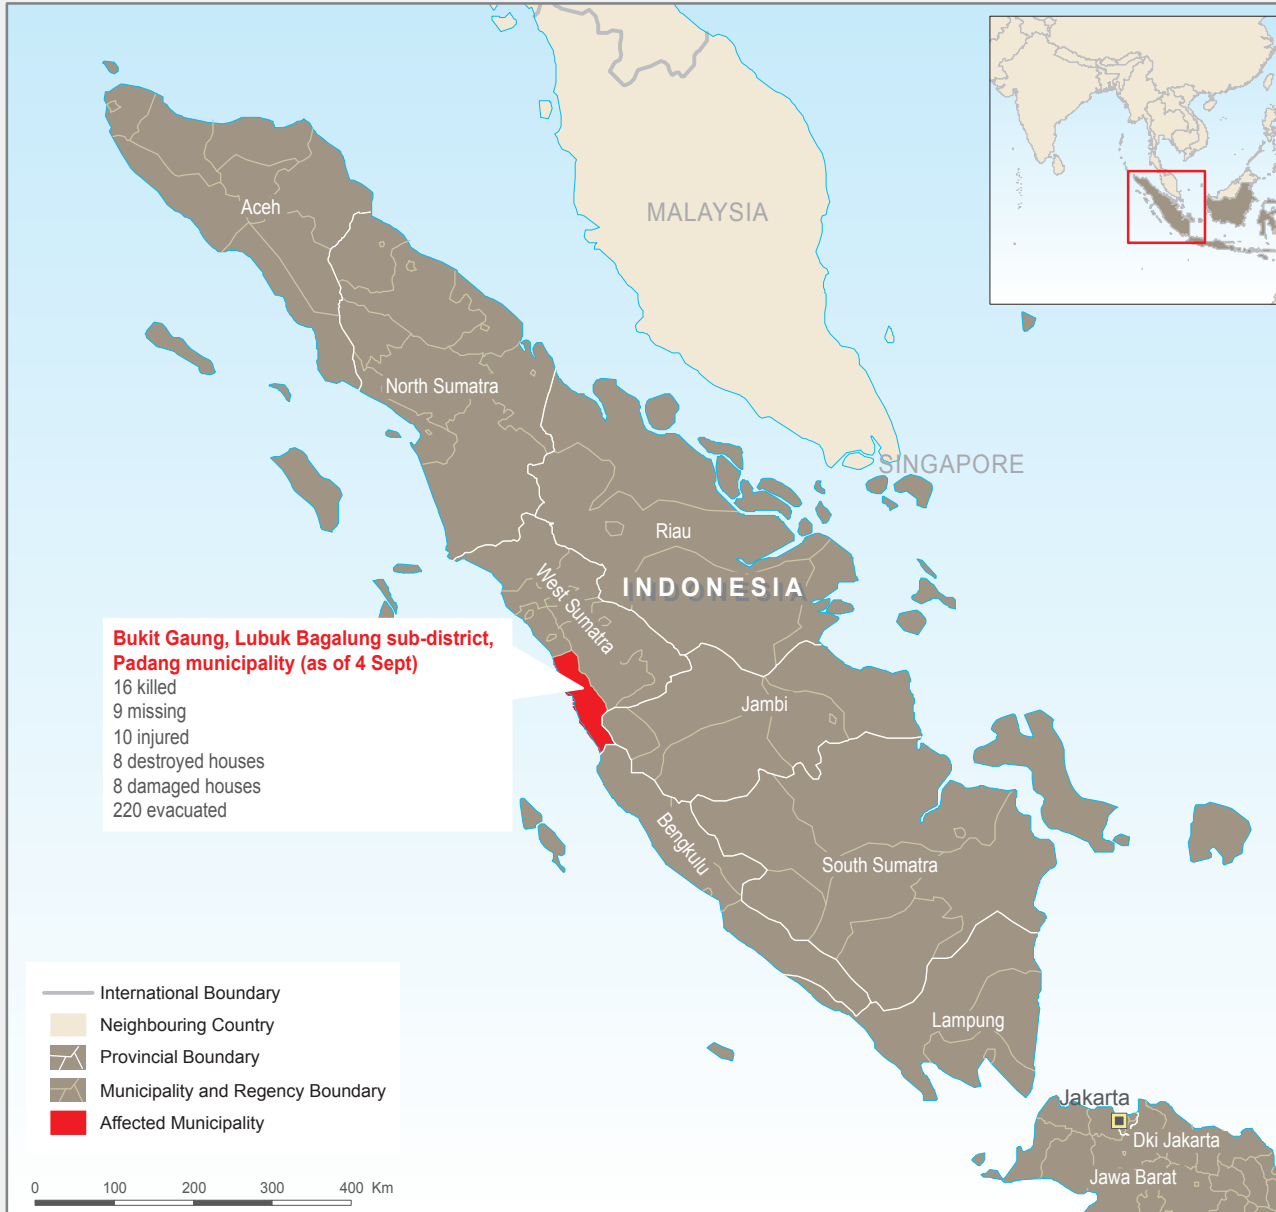 MALAYSIA
Aceh
North Sumatra
SINGAPORE
Riau
INDONESIA
West Sumatra
Bukit Gaung, Lubuk Bagalung sub-district,
Padang municipality (as of 4 Sept)
16 killed
9 missing
10 injured
8 destroyed houses
8 damaged houses
220 evacuated
Jambi
Bengkulu
South Sumatra
Lampung
International Boundary
Neighbouring Country
Provincial Boundary
Municipality and Regency Boundary
Affected Municipality
Jakarta
Dki Jakarta
Jawa Barat
0 100 200 300 400 Km